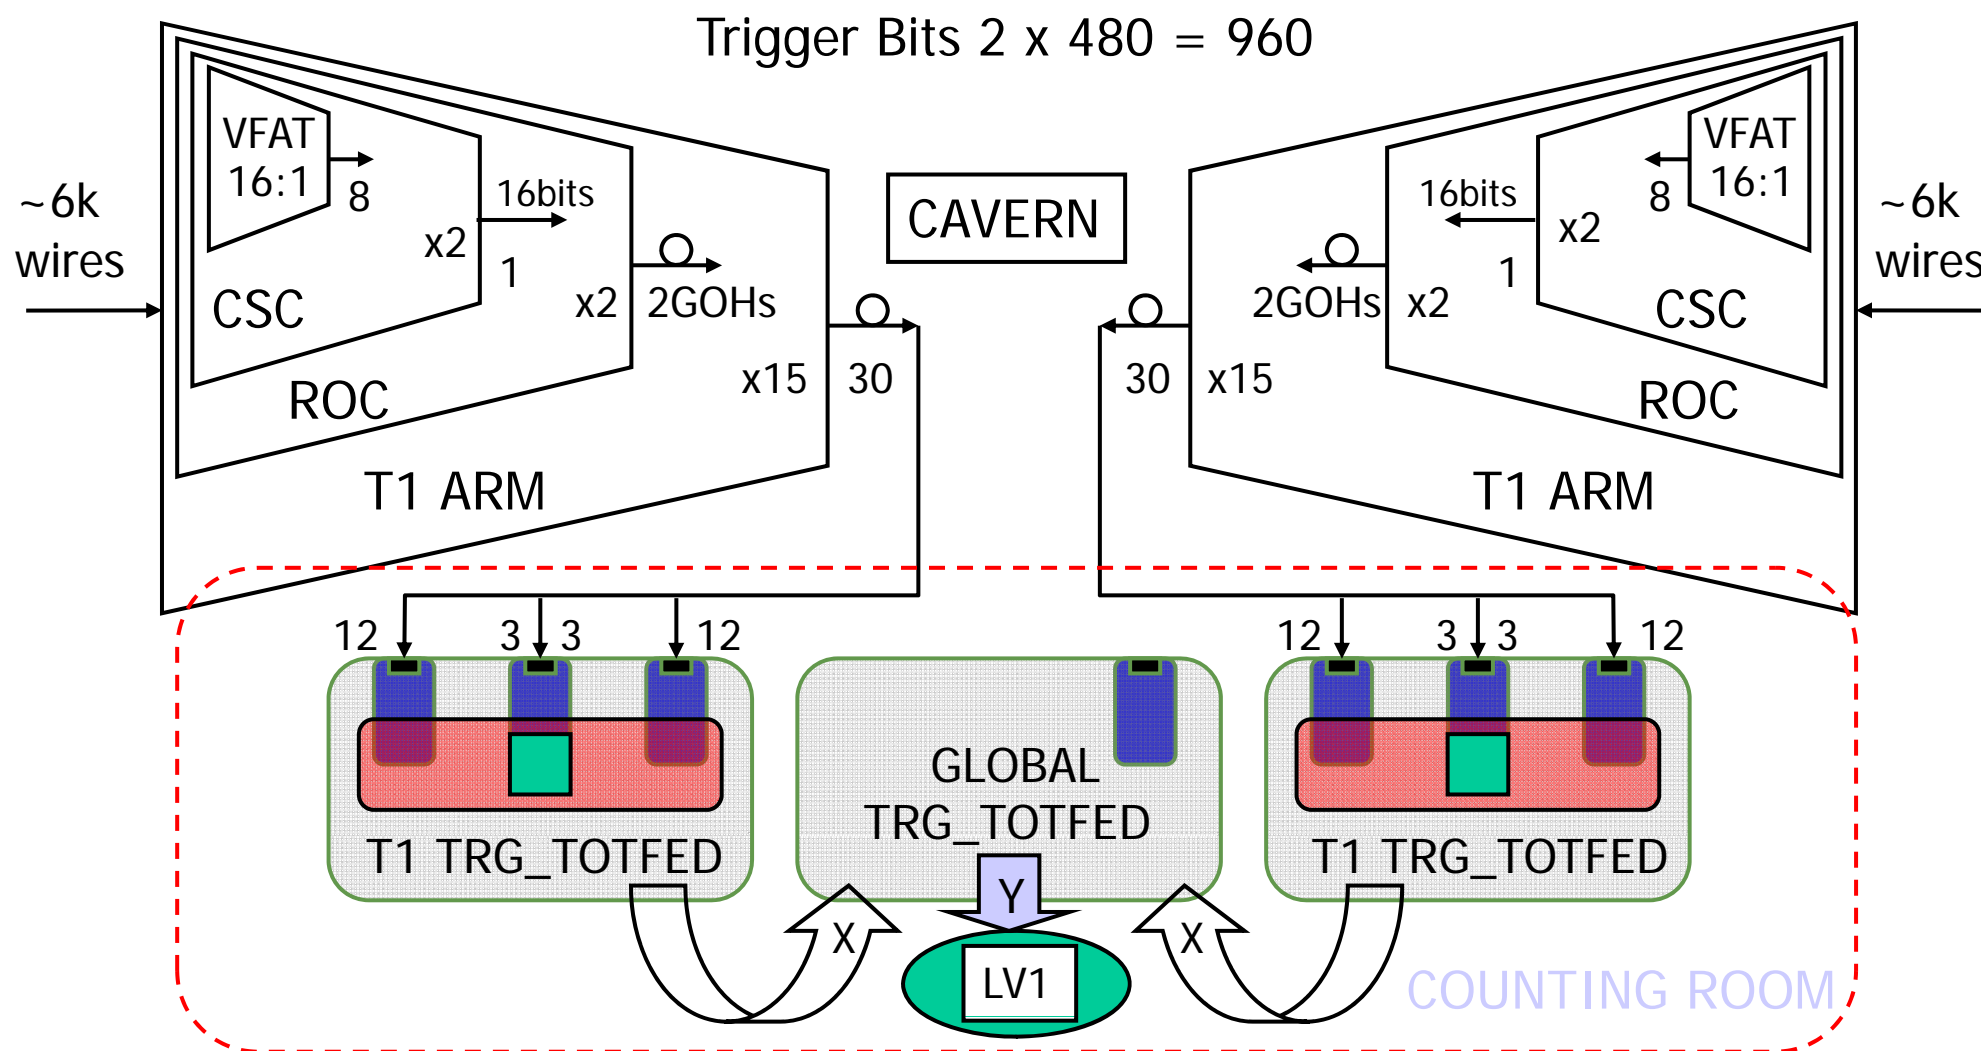 Trigger Bits 2 x 480 = 960
VFAT
16:1
8
x2
16bits
1
CSC
x2
2GOHs
ROC
x15
30
T1 ARM
~6k
wires
CAVERN
VFAT
16:1
8
x2
16bits
1
CSC
x2
2GOHs
ROC
x15
30
T1 ARM
~6k
wires
12 3 3 12
12 3 3 12
T1 TRG_TOTFED
GLOBAL
TRG_TOTFED
T1 TRG_TOTFED
X
Y
X
LV1
COUNTING ROOM